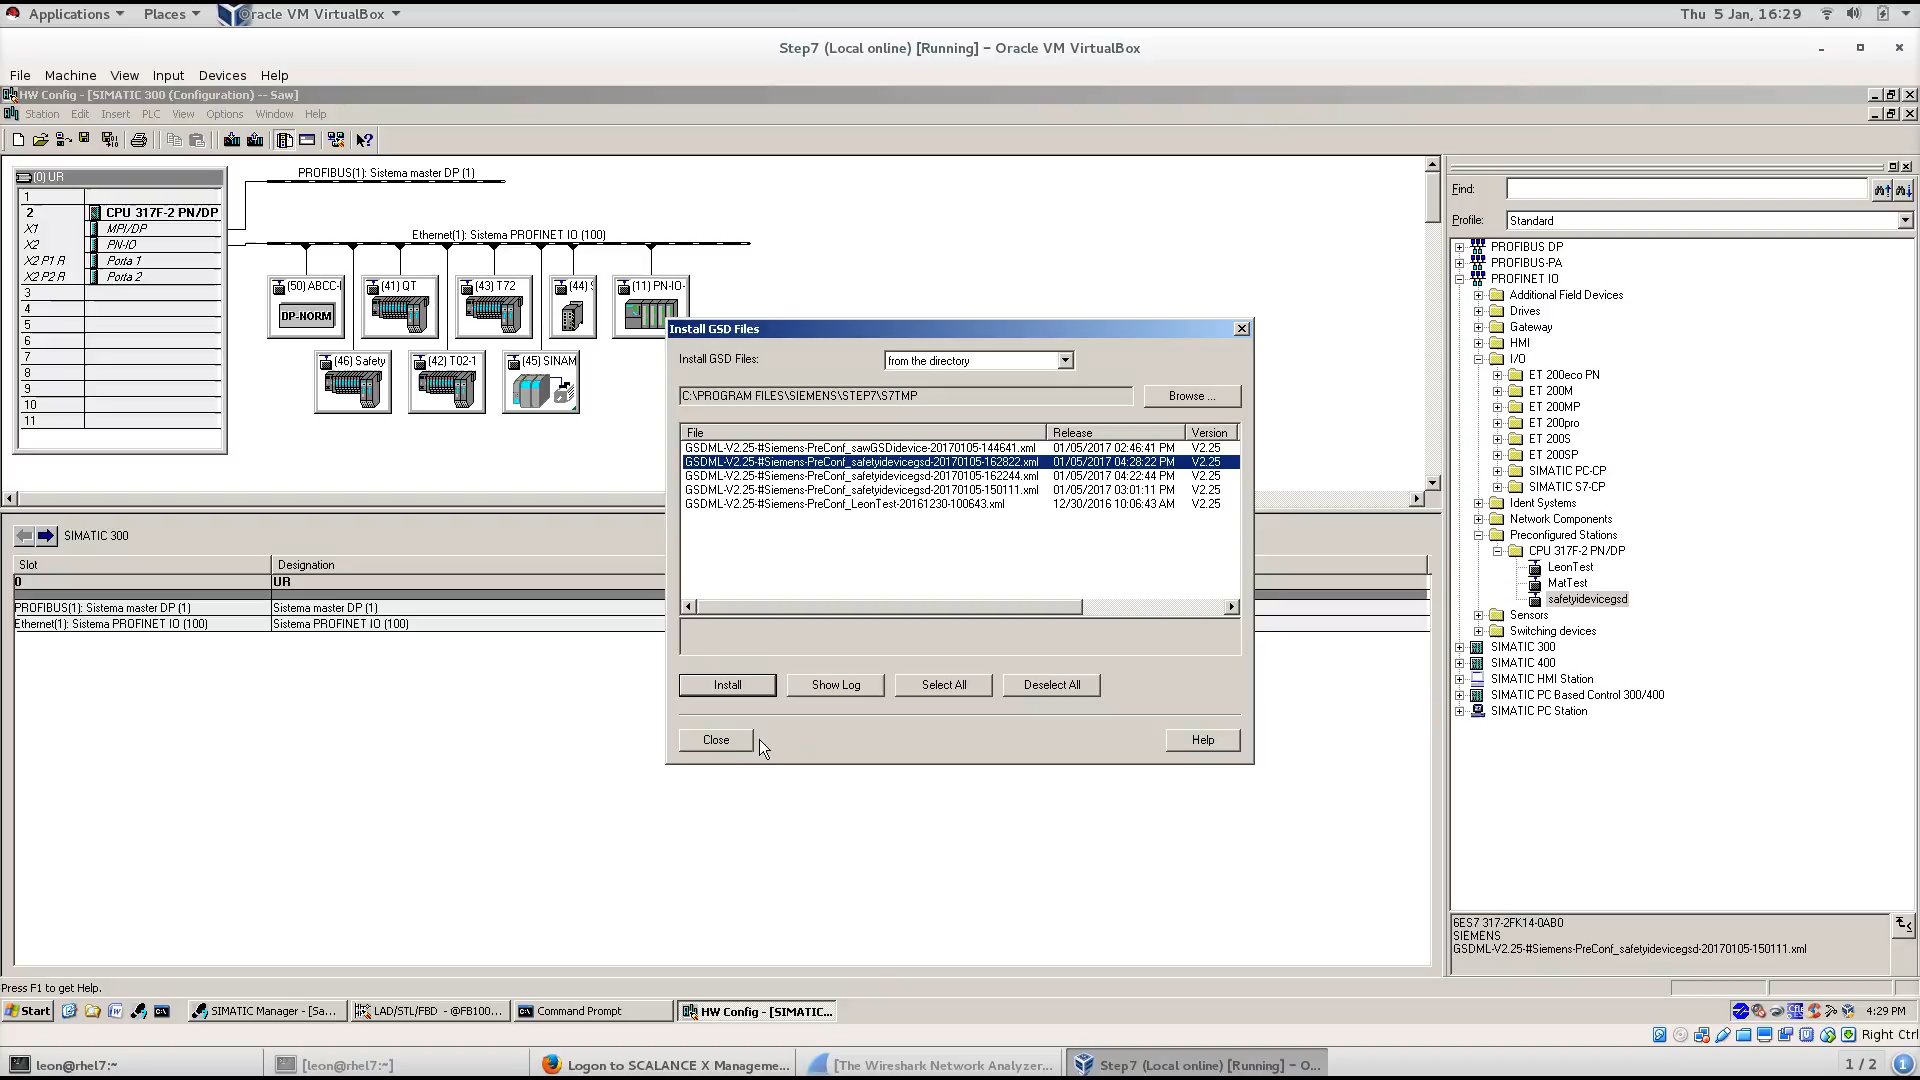 Applications Places Oracle VM VirtualBox Thu 5 Jan, 16:29
Step7 (Local online) [Running] – Oracle VM VirtualBox
File Machine View Input Devices Help
HW Config - [SIMATIC 300 (Configuration) -- Saw]
Station Edit Insert PLC View Options Window Help
(0) UR
1
2 CPU 317F-2 PN/DP
X1 MPI/DP
X2 PN-IO
X2 P1 R Porta 1
X2 P2 R Porta 2
3
4
5
6
7
8
9
10
11
PROFIBUS(1): Sistema master DP (1)
Ethernet(1): Sistema PROFINET IO (100)
(50) ABCC-I
DP-NORM
(41) QT
(43) T72
(44) S
(11) PN-IO-
(46) Safety
(42) T02-1
(45) SINAM
Install GSD Files
Install GSD Files: from the directory
C:\PROGRAM FILES\SIEMENS\STEP7\S7TMP Browse ...
File Release Version
GSDML-V2.25-#Siemens-PreConf_sawGSDidevice-20170105-144641.xml 01/05/2017 02:46:41 PM V2.25
GSDML-V2.25-#Siemens-PreConf_safetyidevicegsd-20170105-162822.xml 01/05/2017 04:28:22 PM V2.25
GSDML-V2.25-#Siemens-PreConf_safetyidevicegsd-20170105-162244.xml 01/05/2017 04:22:44 PM V2.25
GSDML-V2.25-#Siemens-PreConf_safetyidevicegsd-20170105-150111.xml 01/05/2017 03:01:11 PM V2.25
GSDML-V2.25-#Siemens-PreConf_LeonTest-20161230-100643.xml 12/30/2016 10:06:43 AM V2.25
Install Show Log Select All Deselect All
Close Help
Find:
Profile: Standard
PROFIBUS DP
PROFIBUS-PA
PROFINET IO
Additional Field Devices
Drives
Gateway
HMI
I/O
ET 200eco PN
ET 200M
ET 200MP
ET 200pro
ET 200S
ET 200SP
SIMATIC PC-CP
SIMATIC S7-CP
Ident Systems
Network Components
Preconfigured Stations
CPU 317F-2 PN/DP
LeonTest
MatTest
safetyidevicegsd
Sensors
Switching devices
SIMATIC 300
SIMATIC 400
SIMATIC HMI Station
SIMATIC PC Based Control 300/400
SIMATIC PC Station
6ES7 317-2FK14-0AB0
SIEMENS
GSDML-V2.25-#Siemens-PreConf_safetyidevicegsd-20170105-150111.xml
SIMATIC 300
Slot Designation
0 UR
PROFIBUS(1): Sistema master DP (1) Sistema master DP (1)
Ethernet(1): Sistema PROFINET IO (100) Sistema PROFINET IO (100)
Press F1 to get Help.
Start SIMATIC Manager - [Sa... LAD/STL/FBD - @FB100... Command Prompt HW Config - [SIMATIC... 4:29 PM
Right Ctrl
leon@rhel7:~ [leon@rhel7:~] Logon to SCALANCE X Manageme... [The Wireshark Network Analyzer... Step7 (Local online) [Running] – O... 1 / 2 1